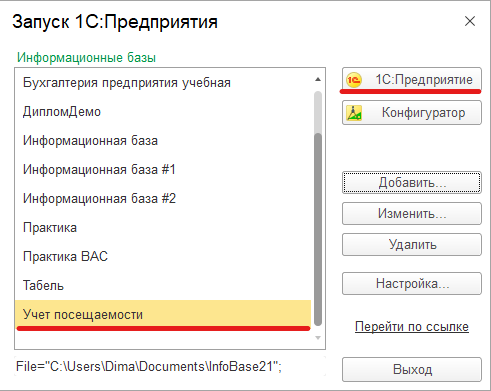 Запуск 1С:Предприятия
Информационные базы
Бухгалтерия предприятия учебная
ДипломДемо
Информационная база
Информационная база #1
Информационная база #2
Практика
Практика ВАС
Табель
Учет посещаемости
File="C:\Users\Dima\Documents\InfoBase21";
1С:Предприятие
Конфигуратор
Добавить...
Изменить...
Удалить
Настройка...
Перейти по ссылке
Выход